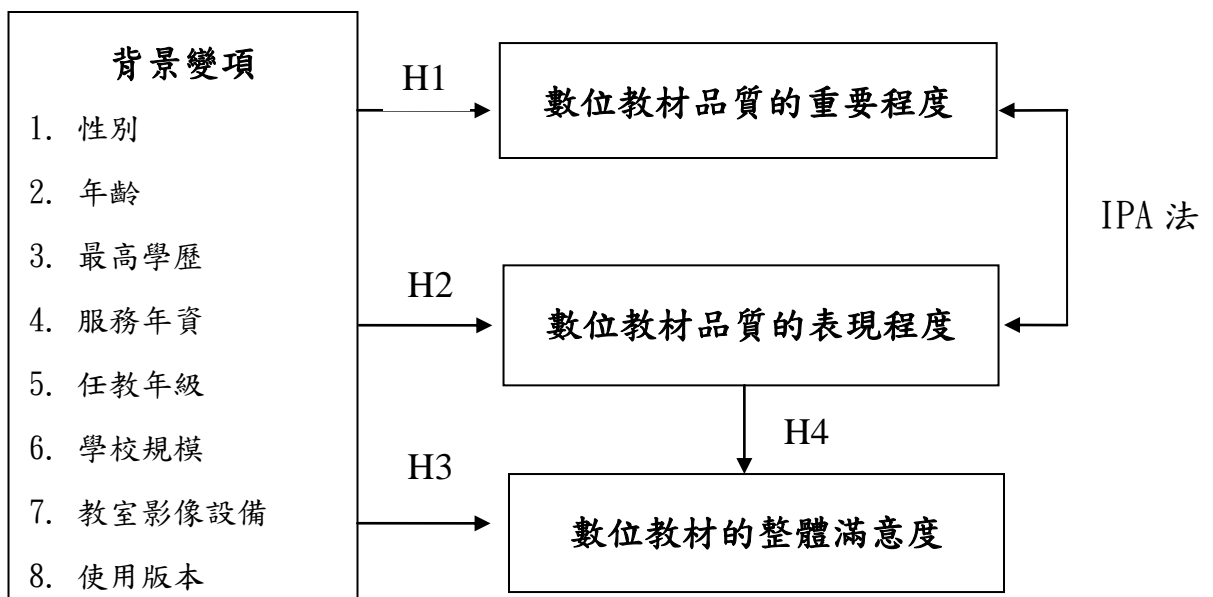 背景變項
1. 性別
2. 年齡
3. 最高學歷
4. 服務年資
5. 任教年級
6. 學校規模
7. 教室影像設備
8. 使用版本
H1
數位教材品質的重要程度
IPA 法
H2
數位教材品質的表現程度
H4
H3
數位教材的整體滿意度